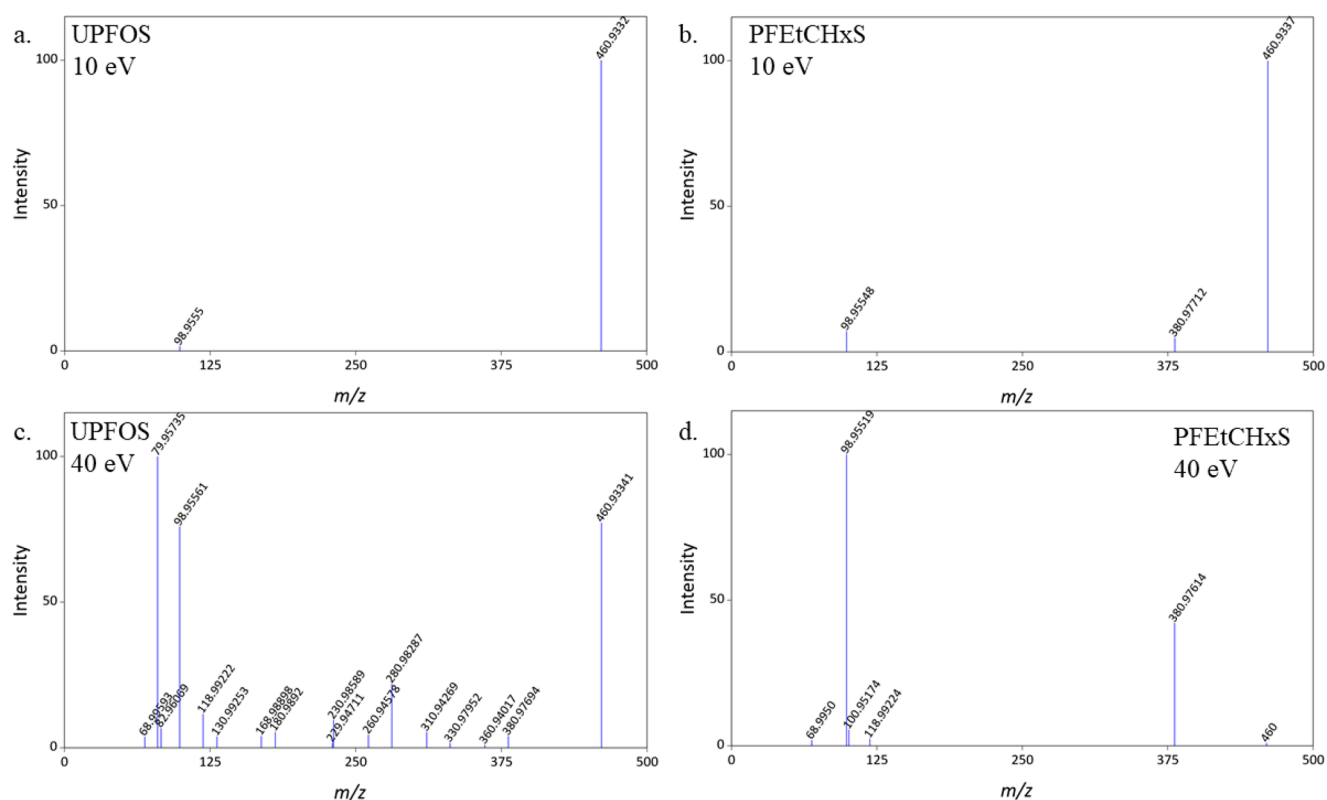 a.
UPFOS
10 eV
460.9332
98.9555
100
50
0
0 125 250 375 500
Intensity
m/z
b.
PFEtCHxS
10 eV
460.9337
98.95548
380.97712
100
50
0
0 125 250 375 500
Intensity
m/z
c.
UPFOS
40 eV
79.95735
98.95561
460.93341
68.99593
82.96069
118.99222
130.99253
168.98898
180.9892
230.98589
229.94711
260.94578
280.98287
310.94269
330.97952
360.94017
380.97694
100
50
0
0 125 250 375 500
Intensity
m/z
d.
PFEtCHxS
40 eV
98.95519
380.97614
68.9950
100.95174
118.99224
460
100
50
0
0 125 250 375 500
Intensity
m/z